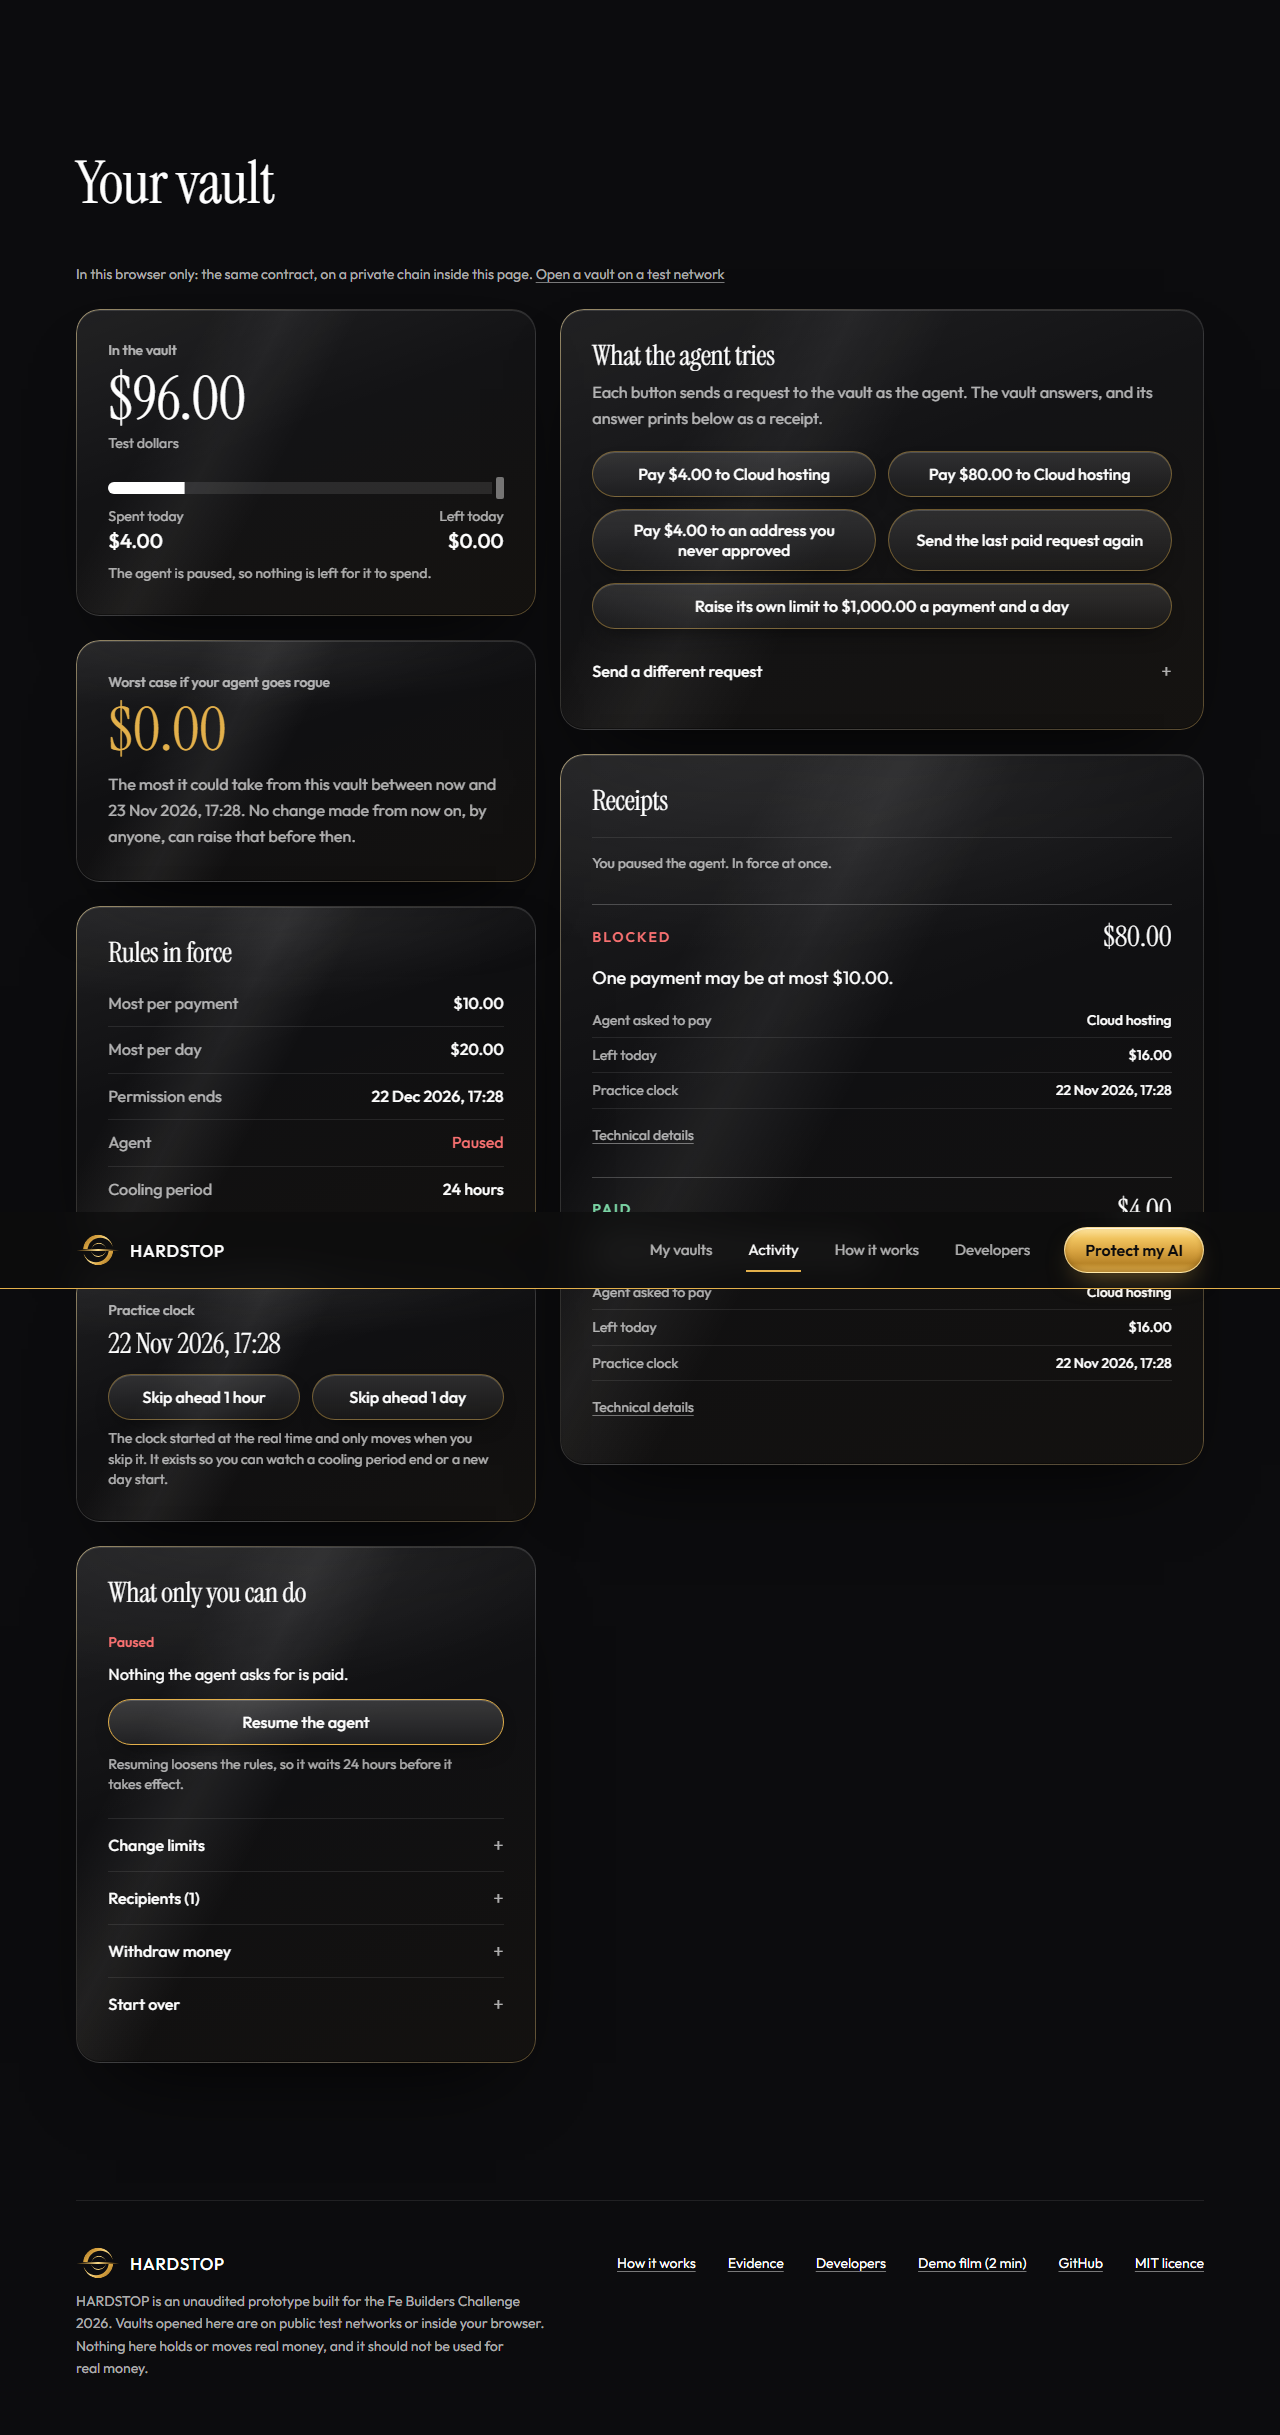 Your vault
In this browser only: the same contract, on a private chain inside this page. Open a vault on a test network
In the vault
$96.00
Test dollars
Spent today
Left today
$4.00
$0.00
The agent is paused, so nothing is left for it to spend.
Worst case if your agent goes rogue
$0.00
The most it could take from this vault between now and
23 Nov 2026, 17:28. No change made from now on, by
anyone, can raise that before then.
Rules in force
Most per payment $10.00
Most per day $20.00
Permission ends 22 Dec 2026, 17:28
Agent Paused
Cooling period 24 hours
What the agent tries
Each button sends a request to the vault as the agent. The vault answers, and its
answer prints below as a receipt.
Pay $4.00 to Cloud hosting
Pay $80.00 to Cloud hosting
Pay $4.00 to an address you
never approved
Send the last paid request again
Raise its own limit to $1,000.00 a payment and a day
Send a different request +
Receipts
You paused the agent. In force at once.
BLOCKED $80.00
One payment may be at most $10.00.
Agent asked to pay Cloud hosting
Left today $16.00
Practice clock 22 Nov 2026, 17:28
Technical details
PAID $4.00
HARDSTOP
My vaults
Activity
How it works
Developers
Protect my AI
Agent asked to pay Cloud hosting
Left today $16.00
Practice clock 22 Nov 2026, 17:28
Technical details
Practice clock
22 Nov 2026, 17:28
Skip ahead 1 hour
Skip ahead 1 day
The clock started at the real time and only moves when you
skip it. It exists so you can watch a cooling period end or a new
day start.
What only you can do
Paused
Nothing the agent asks for is paid.
Resume the agent
Resuming loosens the rules, so it waits 24 hours before it
takes effect.
Change limits +
Recipients (1) +
Withdraw money +
Start over +
HARDSTOP
How it works
Evidence
Developers
Demo film (2 min)
GitHub
MIT licence
HARDSTOP is an unaudited prototype built for the Fe Builders Challenge
2026. Vaults opened here are on public test networks or inside your browser.
Nothing here holds or moves real money, and it should not be used for
real money.